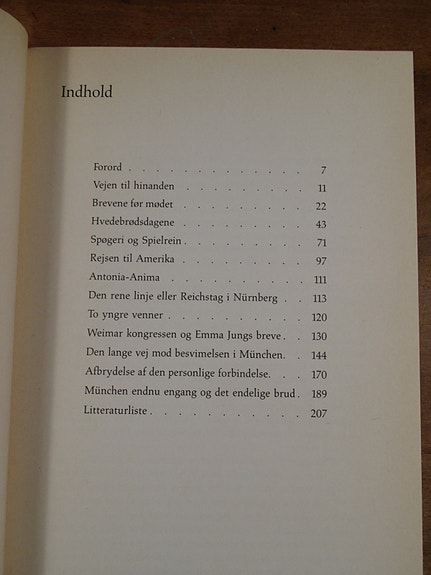 Indhold
Forord . . . . . . . . . . . . 7
Vejen til hinanden . . . . . . . . 11
Brevene før mødet . . . . . . . . 22
Hvedebrødsdagene . . . . . . . . 43
Spøgeri og Spielrein . . . . . . . . 71
Rejsen til Amerika . . . . . . . . 97
Antonia-Anima . . . . . . . . . 111
Den rene linje eller Reichstag i Nürnberg . . 113
To yngre venner . . . . . . . . . 120
Weimar kongressen og Emma Jungs breve . . 130
Den lange vej mod besvimelsen i München . . 144
Afbrydelse af den personlige forbindelse . . . 170
München endnu engang og det endelige brud . 189
Litteraturliste . . . . . . . . . . 207